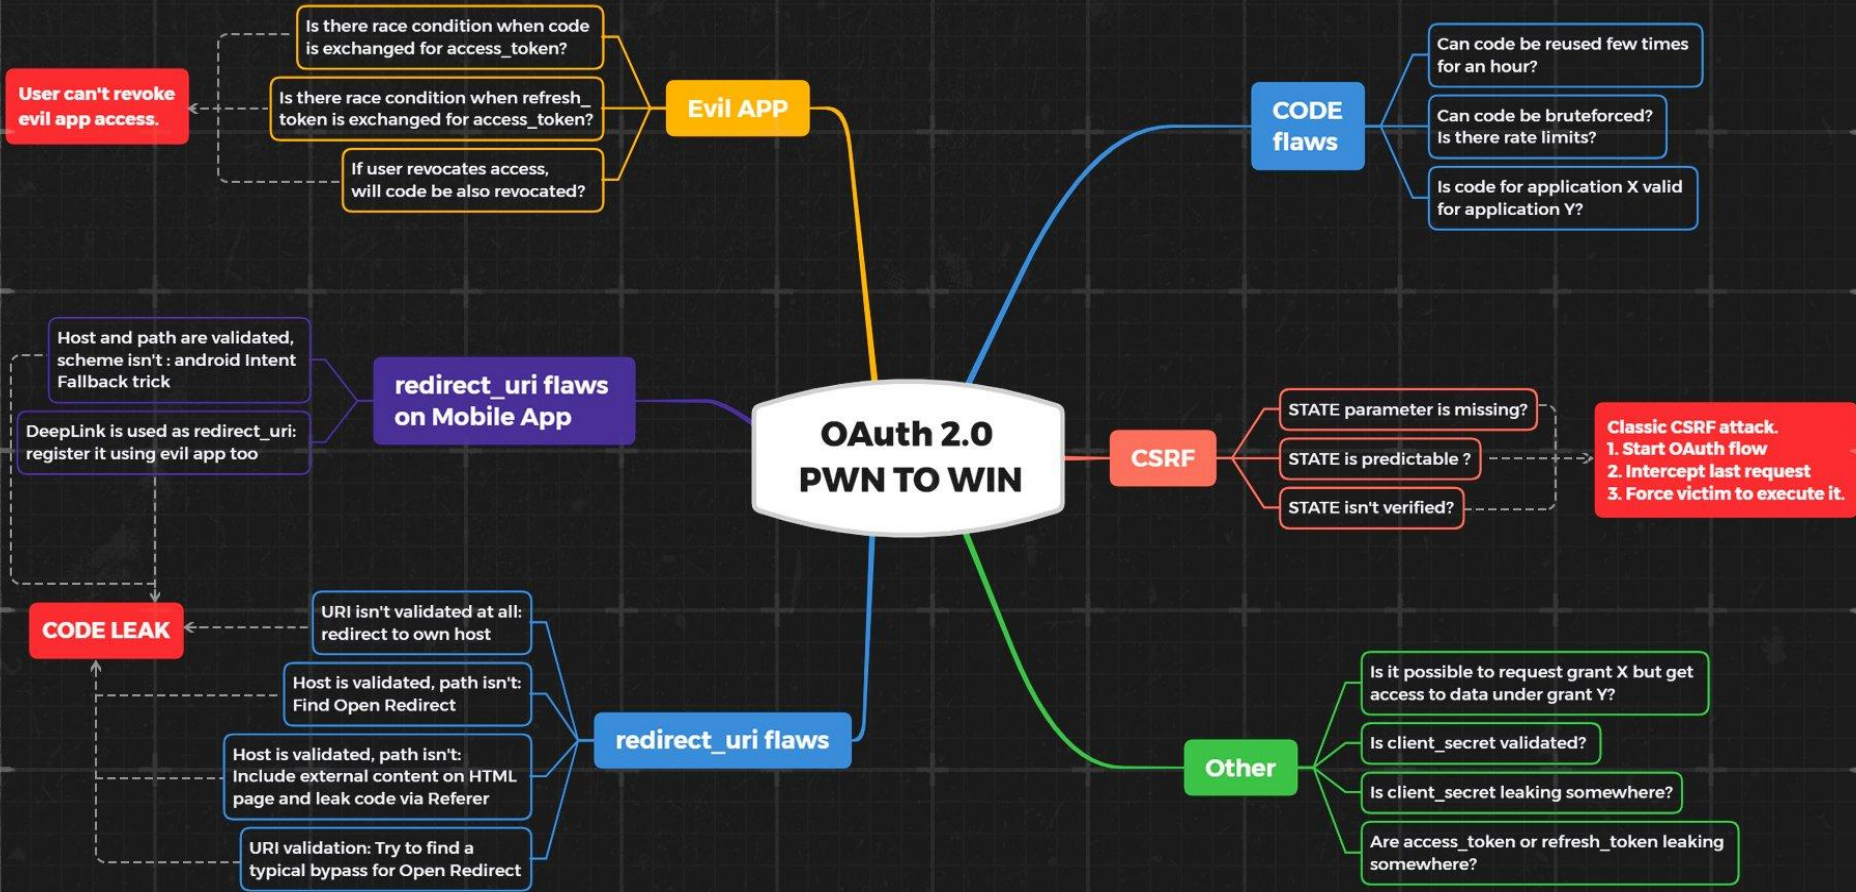 Is there race condition when code
is exchanged for access_token?
User can't revoke
evil app access.
Is there race condition when refresh_
token is exchanged for access_token?
If user revocates access,
will code be also revocated?
Evil APP
CODE
flaws
Can code be reused few times
for an hour?
Can code be bruteforced?
Is there rate limits?
Is code for application X valid
for application Y?
Host and path are validated,
scheme isn't : android Intent
Fallback trick
DeepLink is used as redirect_uri:
register it using evil app too
redirect_uri flaws
on Mobile App
OAuth 2.0
PWN TO WIN
CSRF
STATE parameter is missing?
STATE is predictable ?
STATE isn't verified?
Classic CSRF attack.
1. Start OAuth flow
2. Intercept last request
3. Force victim to execute it.
CODE LEAK
URI isn't validated at all:
redirect to own host
Host is validated, path isn't:
Find Open Redirect
Host is validated, path isn't:
Include external content on HTML
page and leak code via Referer
URI validation: Try to find a
typical bypass for Open Redirect
redirect_uri flaws
Other
Is it possible to request grant X but get
access to data under grant Y?
Is client_secret validated?
Is client_secret leaking somewhere?
Are access_token or refresh_token leaking
somewhere?